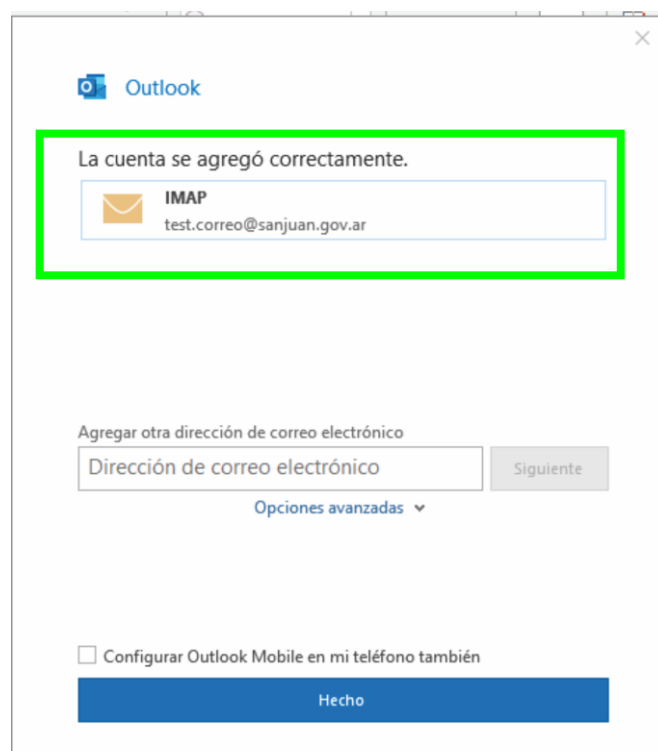 Outlook
La cuenta se agregó correctamente.
IMAP
test.correo@sanjuan.gov.ar
Agregar otra dirección de correo electrónico
Dirección de correo electrónico
Siguiente
Opciones avanzadas
Configurar Outlook Mobile en mi teléfono también
Hecho